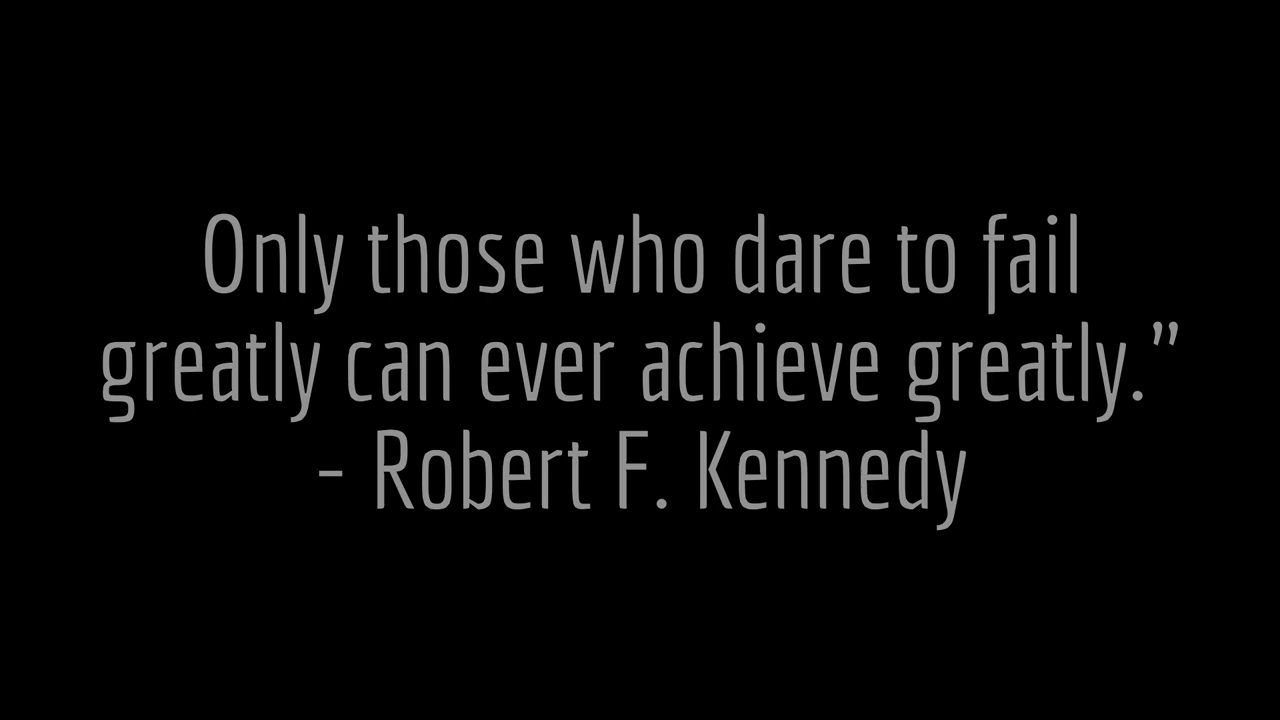 Only those who dare to fail
greatly can ever achieve greatly.”
- Robert F. Kennedy